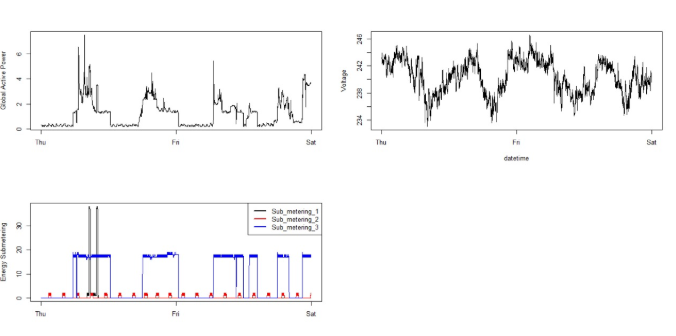 Global Active Power
0 2 4 6
Thu Fri Sat
Voltage
234 238 242 246
Thu Fri Sat
datetime
Energy Submetering
0 10 20 30
Sub_metering_1
Sub_metering_2
Sub_metering_3
Thu Fri Sat